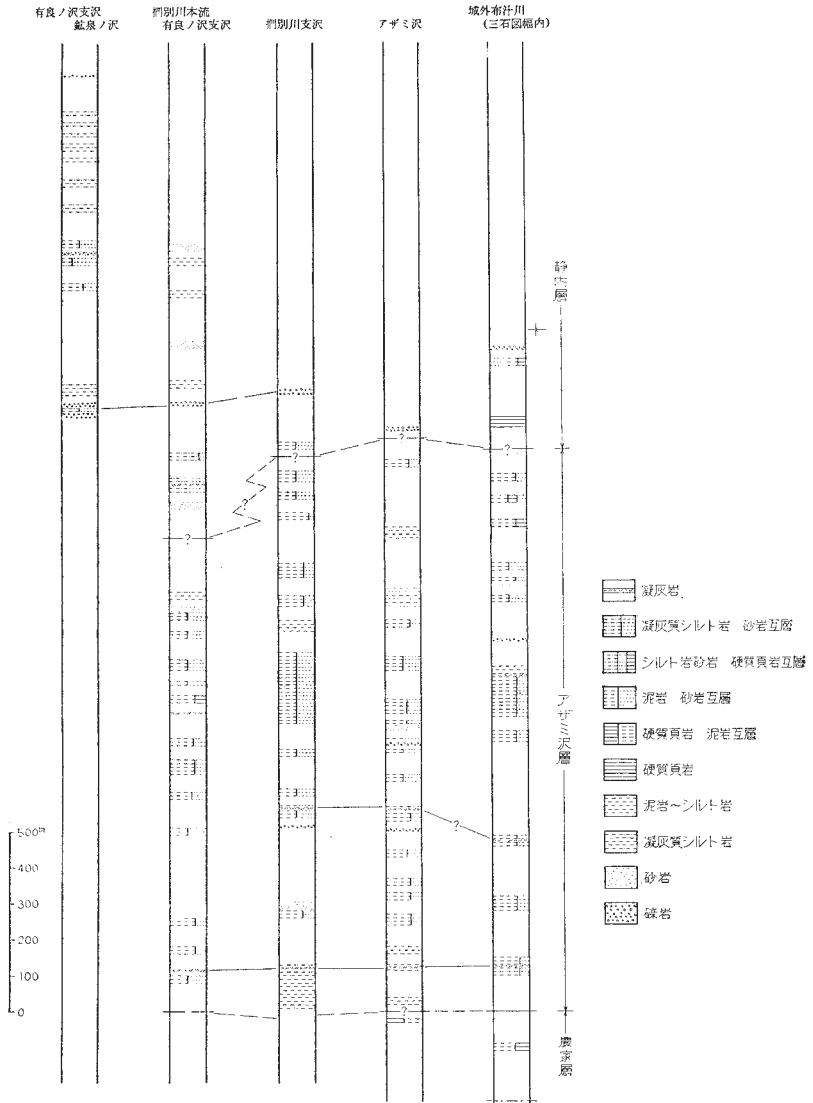 有良ノ沢支沢
鉱泉ノ沢
捫別川本流
有良ノ沢支沢
捫別川支沢
アザミ沢
域外布辻川
(三石図幅内)
静内層
?
?
?
?
?
アザミ沢層
?
?
農家層
500m
400
300
200
100
0
凝灰岩
凝灰質シルト岩 砂岩互層
シルト岩砂岩 硬質頁岩互層
泥岩 砂岩互層
硬質頁岩 泥岩互層
硬質頁岩
泥岩〜シルト岩
凝灰質シルト岩
砂岩
礫岩